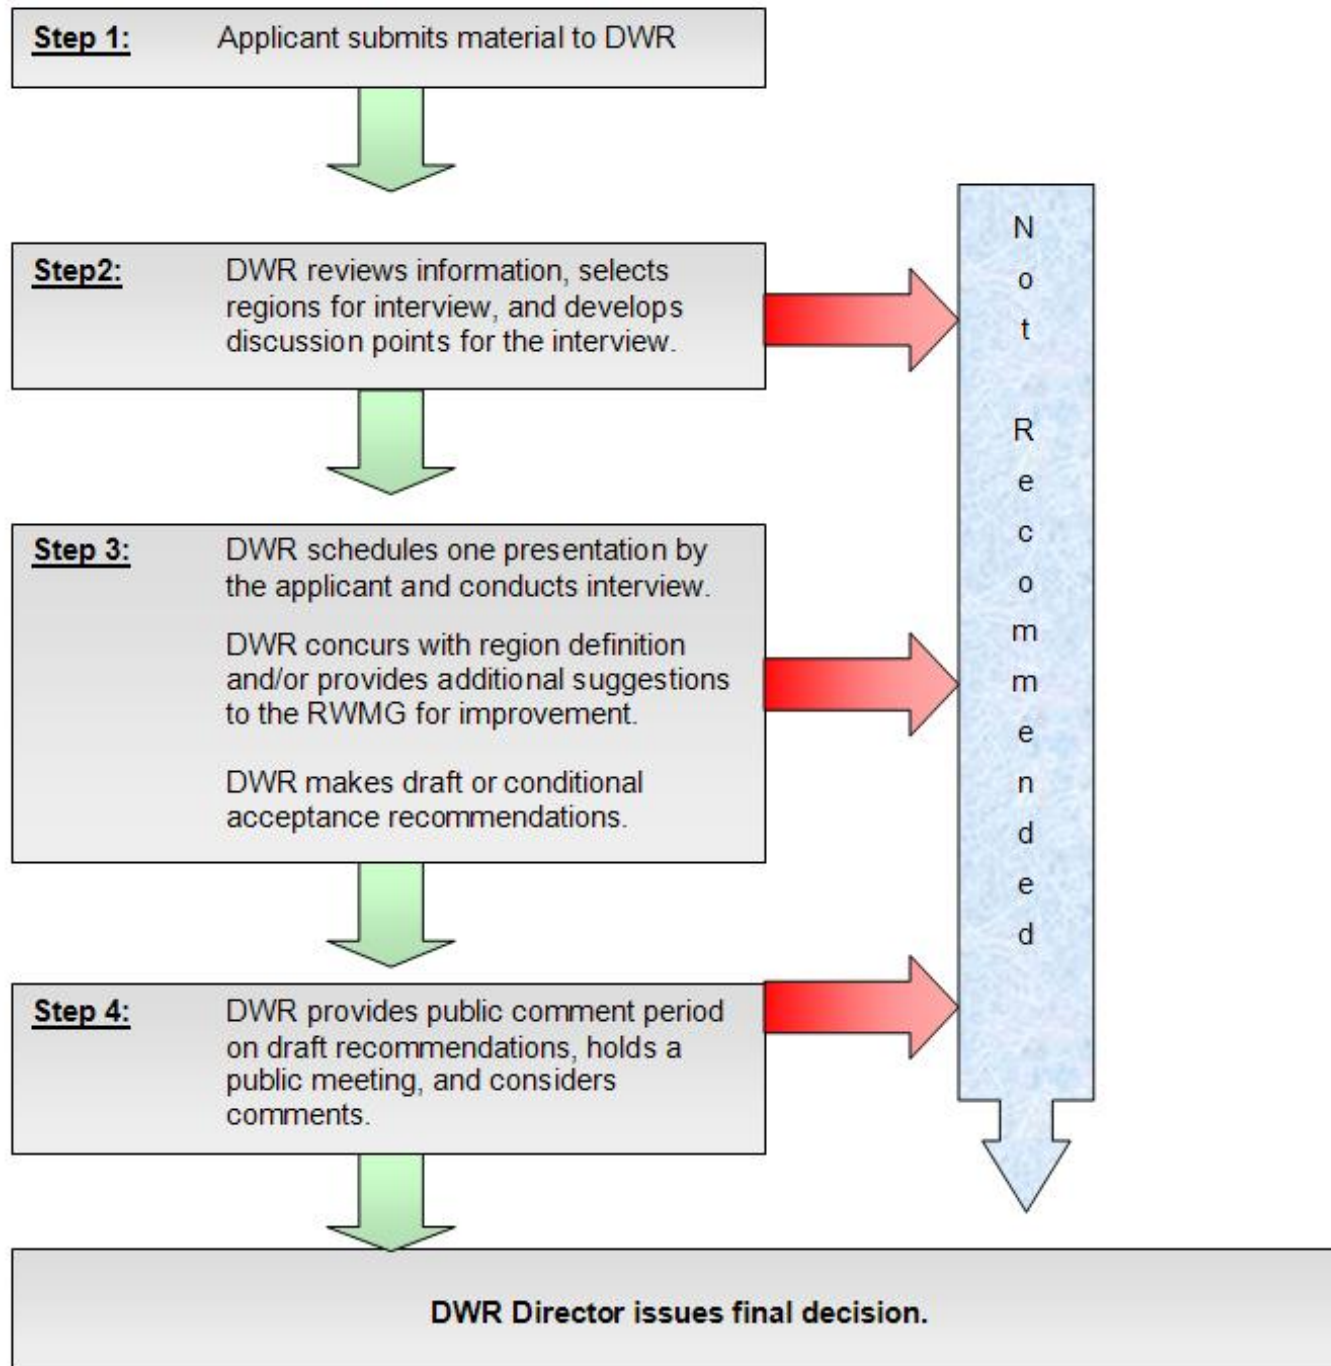 Step 1: Applicant submits material to DWR
Step2: DWR reviews information, selects
regions for interview, and develops
discussion points for the interview.
Step 3: DWR schedules one presentation by
the applicant and conducts interview.
DWR concurs with region definition
and/or provides additional suggestions
to the RWMG for improvement.
DWR makes draft or conditional
acceptance recommendations.
Step 4: DWR provides public comment period
on draft recommendations, holds a
public meeting, and considers
comments.
Not Recommended
DWR Director issues final decision.